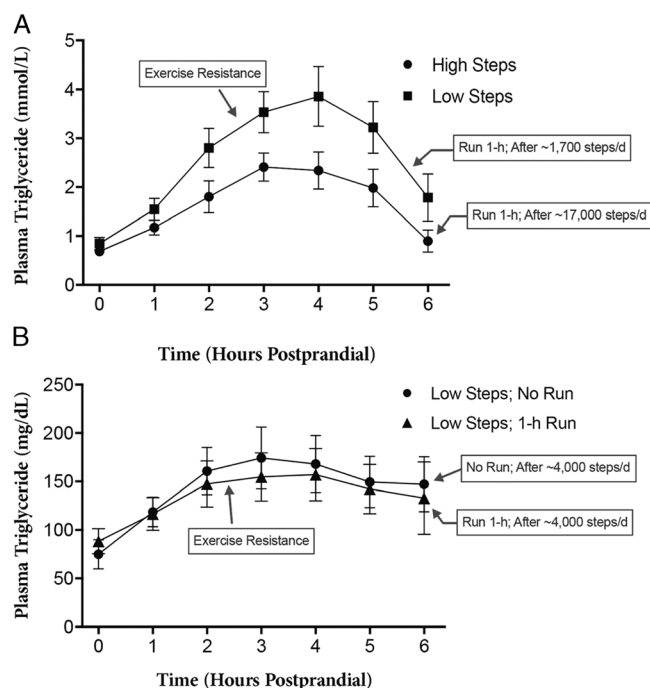 A
Plasma Triglyceride (mmol/L)
5
4
3
2
1
0
Exercise Resistance
High Steps
Low Steps
Run 1-h; After ~1,700 steps/d
Run 1-h; After ~17,000 steps/d
0 1 2 3 4 5 6
Time (Hours Postprandial)
B
Plasma Triglyceride (mg/dL)
250
200
150
100
50
0
Low Steps; No Run
Low Steps; 1-h Run
No Run; After ~4,000 steps/d
Run 1-h; After ~4,000 steps/d
Exercise Resistance
0 1 2 3 4 5 6
Time (Hours Postprandial)